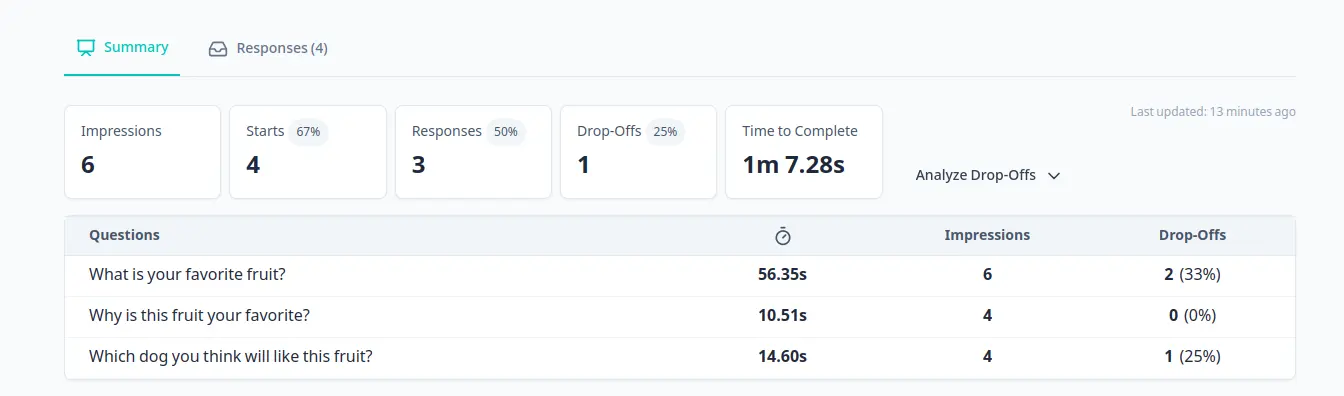 Summary Responses (4)
Last updated: 13 minutes ago
Impressions Starts 67% Responses 50% Drop-Offs 25% Time to Complete
6 4 3 1 1m 7.28s
Analyze Drop-Offs
Questions Impressions Drop-Offs
What is your favorite fruit? 56.35s 6 2 (33%)
Why is this fruit your favorite? 10.51s 4 0 (0%)
Which dog you think will like this fruit? 14.60s 4 1 (25%)